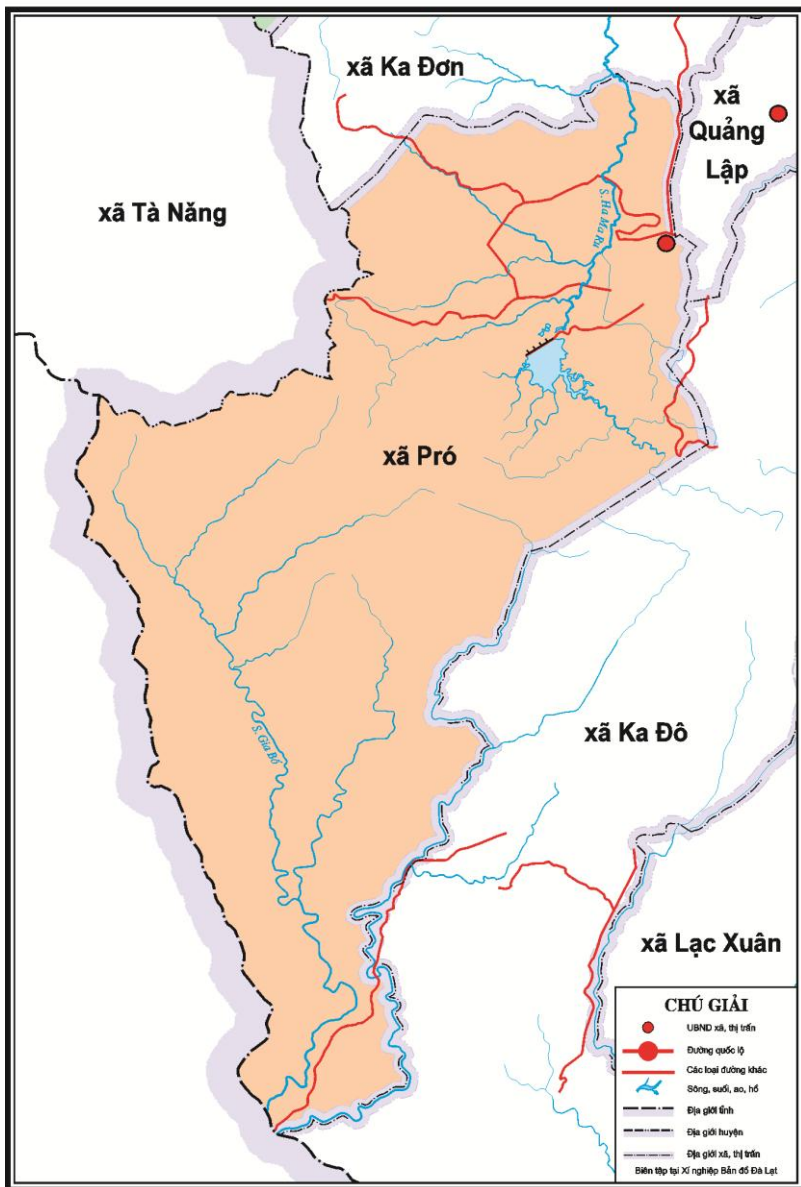 xã Ka Đơn
xã
Quảng
Lập
xã Tà Năng
S. Ha Ma Ru
xã Pró
S. Gia Bố
xã Ka Đô
xã Lạc Xuân
CHÚ GIẢI
UBND xã, thị trấn
Đường quốc lộ
Các loại đường khác
Sông, suối, ao, hồ
Địa giới tỉnh
Địa giới huyện
Địa giới xã, thị trấn
Biên tập tại Xí nghiệp Bản đồ Đà Lạt